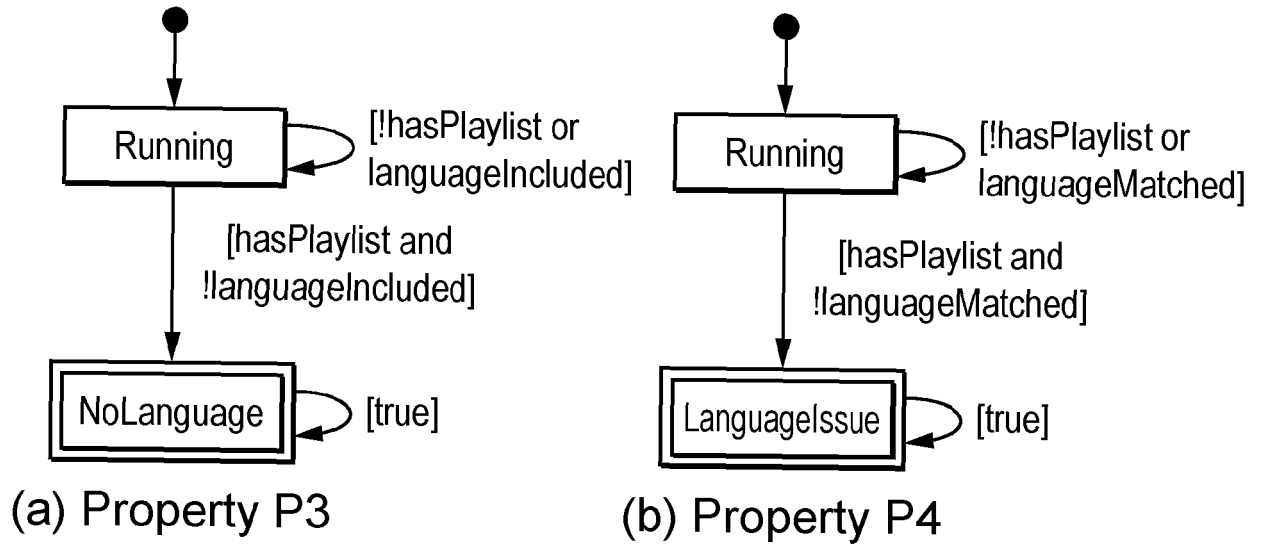 Running
[!hasPlaylist or
languageIncluded]
[hasPlaylist and
!languageIncluded]
NoLanguage
[true]
(a) Property P3
Running
[!hasPlaylist or
languageMatched]
[hasPlaylist and
!languageMatched]
LanguageIssue
[true]
(b) Property P4